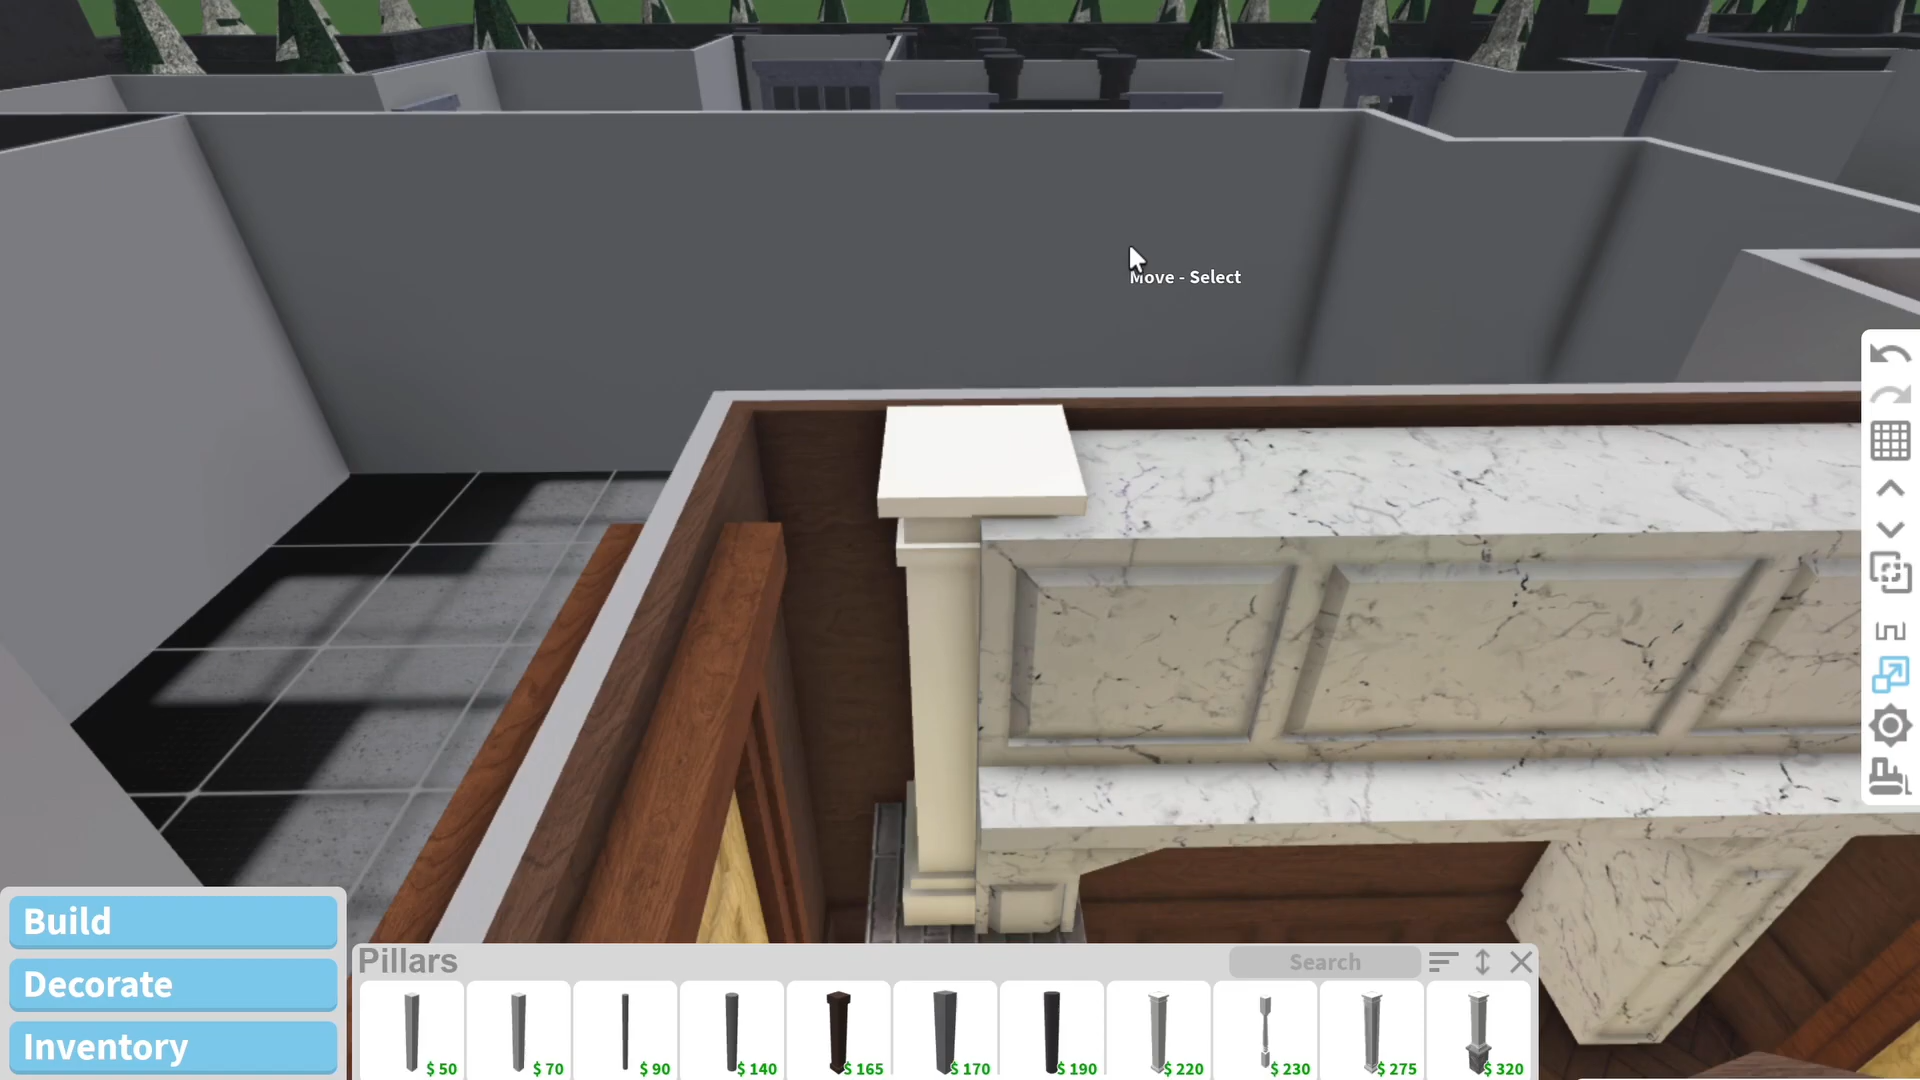 Move - Select
Build
Decorate
Inventory
Pillars
Search
$ 50
$ 70
$ 90
$ 140
$ 165
$ 170
$ 190
$ 220
$ 230
$ 275
$ 320